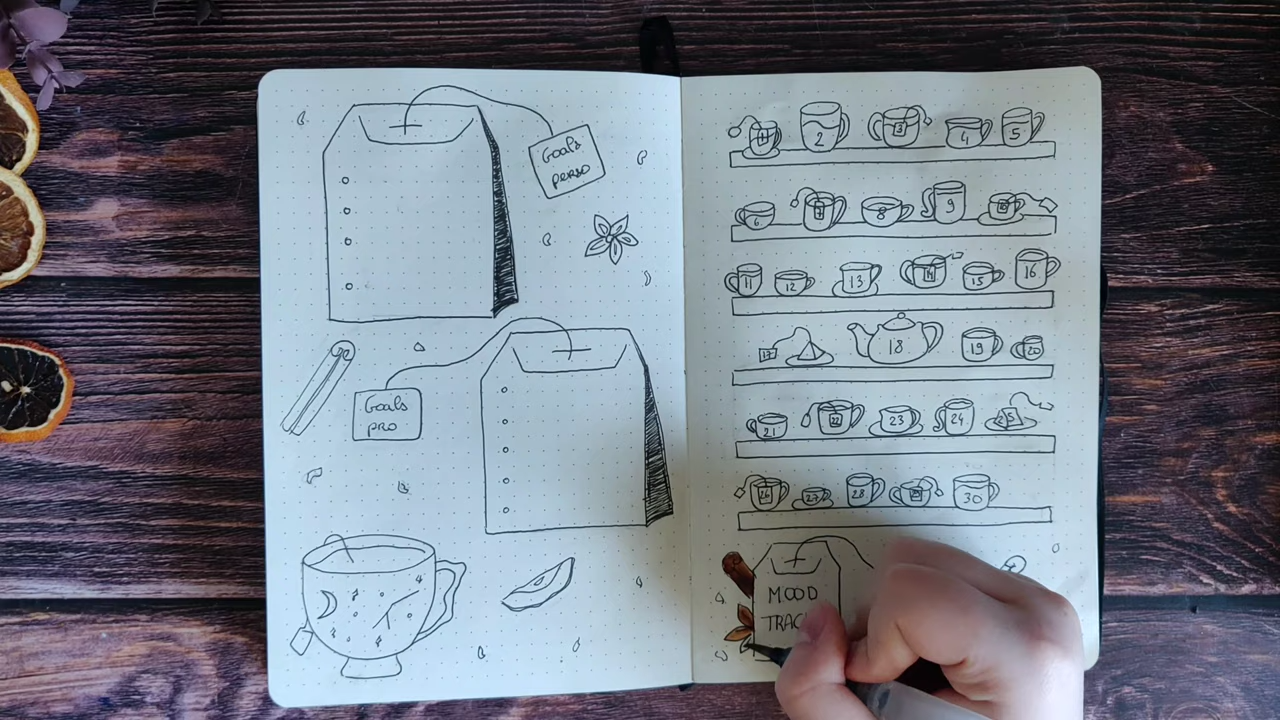 Goals
perso
Goals
pro
1 2 3 4 5
6 7 8 9 10
11 12 13 14 15 16
17 18 19 20
21 22 23 24 25
26 27 28 29 30
MOOD
TRAC